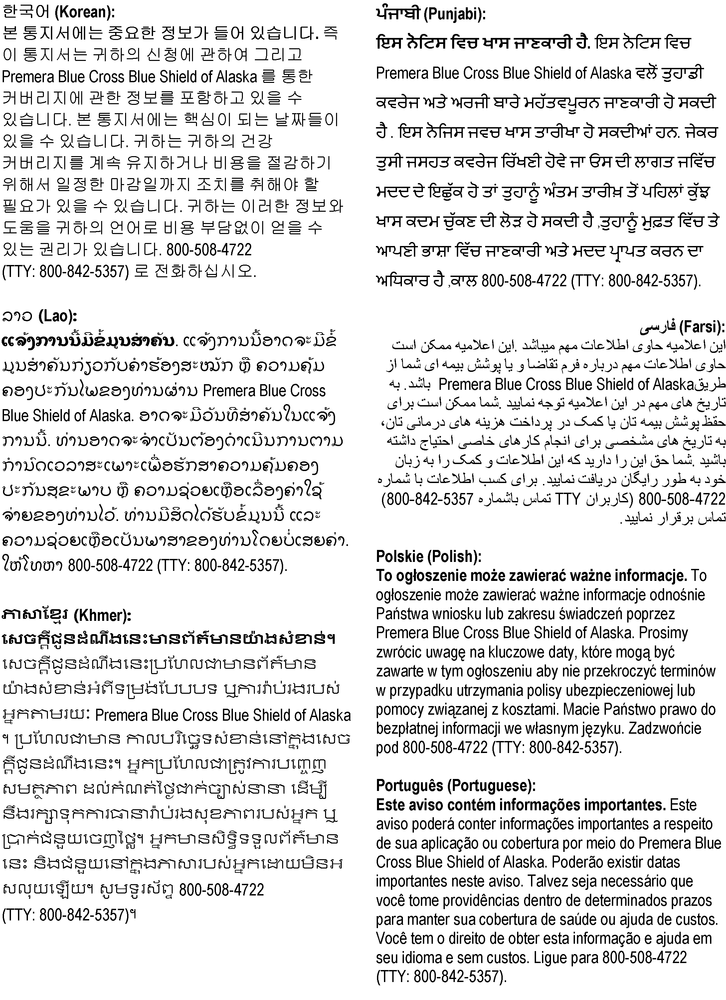 한국어 (Korean):
본 통지서에는 중요한 정보가 들어 있습니다. 즉
이 통지서는 귀하의 신청에 관하여 그리고
Premera Blue Cross Blue Shield of Alaska 를 통한
커버리지에 관한 정보를 포함하고 있을 수
있습니다. 본 통지서에는 핵심이 되는 날짜들이
있을 수 있습니다. 귀하는 귀하의 건강
커버리지를 계속 유지하거나 비용을 절감하기
위해서 일정한 마감일까지 조치를 취해야 할
필요가 있을 수 있습니다. 귀하는 이러한 정보와
도움을 귀하의 언어로 비용 부담없이 얻을 수
있는 권리가 있습니다. 800-508-4722
(TTY: 800-842-5357) 로 전화하십시오.
ລາວ (Lao):
ແຈ້ງການນີ້ມີຂໍ້ມູນສຳຄັນ. ແຈ້ງການນີ້ອາດຈະມີຂໍ້
ມູນສຳຄັນກ່ຽວກັບຄຳຮ້ອງສະໝັກ ຫຼື ຄວາມຄຸ້ມ
ຄອງປະກັນໄພຂອງທ່ານຜ່ານ Premera Blue Cross
Blue Shield of Alaska. ອາດຈະມີວັນທີສຳຄັນໃນແຈ້ງ
ການນີ້. ທ່ານອາດຈະຈຳເປັນຕ້ອງດຳເນີນການຕາມ
ກຳນົດເວລາສະເພາະເພື່ອຮັກສາຄວາມຄຸ້ມຄອງ
ປະກັນສຸຂະພາບ ຫຼື ຄວາມຊ່ວຍເຫຼືອເລື່ອງຄ່າໃຊ້
ຈ່າຍຂອງທ່ານໄວ້. ທ່ານມີສິດໄດ້ຮັບຂໍ້ມູນນີ້ ແລະ
ຄວາມຊ່ວຍເຫຼືອເປັນພາສາຂອງທ່ານໂດຍບໍ່ເສຍຄ່າ.
ໃຫ້ໂທຫາ 800-508-4722 (TTY: 800-842-5357).
ភាសាខ្មែរ (Khmer):
សេចក្តីជូនដំណឹងនេះមានព័ត៌មានយ៉ាងសំខាន់។
សេចក្តីជូនដំណឹងនេះប្រហែលជាមានព័ត៌មាន
យ៉ាងសំខាន់អំពីទម្រង់បែបបទ ឬការរ៉ាប់រងរបស់
អ្នកតាមរយៈ Premera Blue Cross Blue Shield of Alaska
។ ប្រហែលជាមាន កាលបរិច្ឆេទសំខាន់នៅក្នុងសេច
ក្តីជូនដំណឹងនេះ។ អ្នកប្រហែលជាត្រូវការបញ្ចេញ
សមត្ថភាព ដល់កំណត់ថ្ងៃជាក់ច្បាស់នានា ដើម្បី
នឹងរក្សាទុកការធានារ៉ាប់រងសុខភាពរបស់អ្នក ឬ
ប្រាក់ជំនួយចេញថ្លៃ។ អ្នកមានសិទ្ធិទទួលព័ត៌មាន
នេះ និងជំនួយនៅក្នុងភាសារបស់អ្នកដោយមិនអ
សលុយឡើយ។ សូមទូរស័ព្ទ 800-508-4722
(TTY: 800-842-5357)។
ਪੰਜਾਬੀ (Punjabi):
ਇਸ ਨੋਟਿਸ ਵਿਚ ਖਾਸ ਜਾਣਕਾਰੀ ਹੈ. ਇਸ ਨੋਟਿਸ ਵਿਚ
Premera Blue Cross Blue Shield of Alaska ਵਲੋਂ ਤੁਹਾਡੀ
ਕਵਰੇਜ ਅਤੇ ਅਰਜੀ ਬਾਰੇ ਮਹੱਤਵਪੂਰਨ ਜਾਣਕਾਰੀ ਹੋ ਸਕਦੀ
ਹੈ . ਇਸ ਨੋਜਿਸ ਜਵਚ ਖਾਸ ਤਾਰੀਖਾ ਹੋ ਸਕਦੀਆਂ ਹਨ. ਜੇਕਰ
ਤੁਸੀ ਜਸਹਤ ਕਵਰੇਜ ਰਿੱਖਣੀ ਹੋਵੇ ਜਾ ਓਸ ਦੀ ਲਾਗਤ ਜਵਿੱਚ
ਮਦਦ ਦੇ ਇਛੁੱਕ ਹੋ ਤਾਂ ਤੁਹਾਨੂੰ ਅੰਤਮ ਤਾਰੀਖ਼ ਤੋਂ ਪਹਿਲਾਂ ਕੁੱਝ
ਖਾਸ ਕਦਮ ਚੁੱਕਣ ਦੀ ਲੋੜ ਹੋ ਸਕਦੀ ਹੈ ,ਤੁਹਾਨੂੰ ਮੁਫ਼ਤ ਵਿੱਚ ਤੇ
ਆਪਣੀ ਭਾਸ਼ਾ ਵਿੱਚ ਜਾਣਕਾਰੀ ਅਤੇ ਮਦਦ ਪ੍ਰਾਪਤ ਕਰਨ ਦਾ
ਅਧਿਕਾਰ ਹੈ ,ਕਾਲ 800-508-4722 (TTY: 800-842-5357).
فارسی (Farsi):
این اعلامیه حاوی اطلاعات مهم میباشد .این اعلامیه ممکن است
حاوی اطلاعات مهم درباره فرم تقاضا و یا پوشش بیمه ای شما از
طریق Premera Blue Cross Blue Shield of Alaska باشد. به
تاریخ های مهم در این اعلامیه توجه نمایید .شما ممکن است برای
حفظ پوشش بیمه تان یا کمک در پرداخت هزینه های درمانی تان،
به تاریخ های مشخصی برای انجام کارهای خاصی احتیاج داشته
باشید .شما حق این را دارید که این اطلاعات و کمک را به زبان
خود به طور رایگان دریافت نمایید. برای کسب اطلاعات با شماره
800-508-4722 (کاربران TTY تماس باشماره 800-842-5357)
تماس برقرار نمایید.
Polskie (Polish):
To ogłoszenie może zawierać ważne informacje. To
ogłoszenie może zawierać ważne informacje odnośnie
Państwa wniosku lub zakresu świadczeń poprzez
Premera Blue Cross Blue Shield of Alaska. Prosimy
zwrócic uwagę na kluczowe daty, które mogą być
zawarte w tym ogłoszeniu aby nie przekroczyć terminów
w przypadku utrzymania polisy ubezpieczeniowej lub
pomocy związanej z kosztami. Macie Państwo prawo do
bezpłatnej informacji we własnym języku. Zadzwońcie
pod 800-508-4722 (TTY: 800-842-5357).
Português (Portuguese):
Este aviso contém informações importantes. Este
aviso poderá conter informações importantes a respeito
de sua aplicação ou cobertura por meio do Premera Blue
Cross Blue Shield of Alaska. Poderão existir datas
importantes neste aviso. Talvez seja necessário que
você tome providências dentro de determinados prazos
para manter sua cobertura de saúde ou ajuda de custos.
Você tem o direito de obter esta informação e ajuda em
seu idioma e sem custos. Ligue para 800-508-4722
(TTY: 800-842-5357).